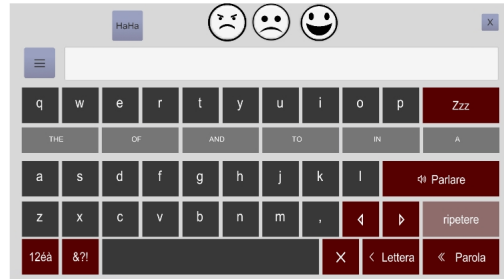 HaHa
X
q w e r t y u i o p Zzz
THE OF AND TO IN A
a s d f g h j k l Parlare
z x c v b n m , ripetere
12éà &?! X < Lettera « Parola